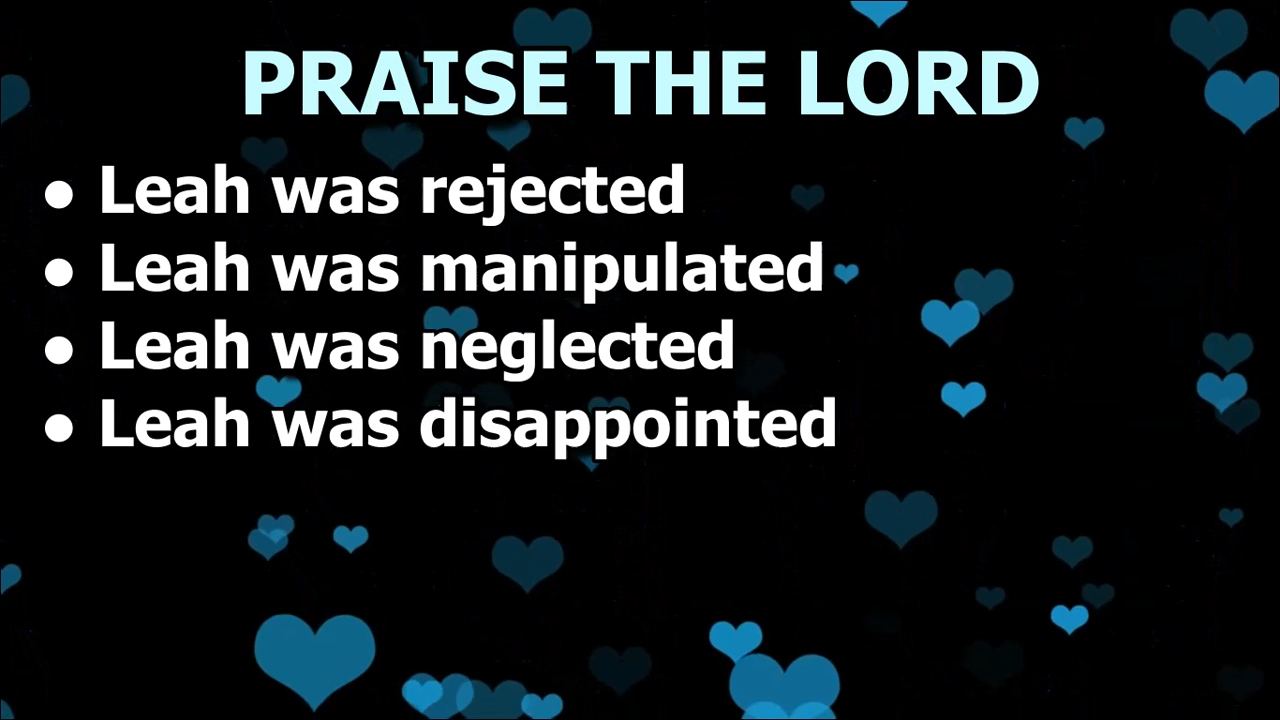 PRAISE THE LORD
● Leah was rejected
● Leah was manipulated
● Leah was neglected
● Leah was disappointed